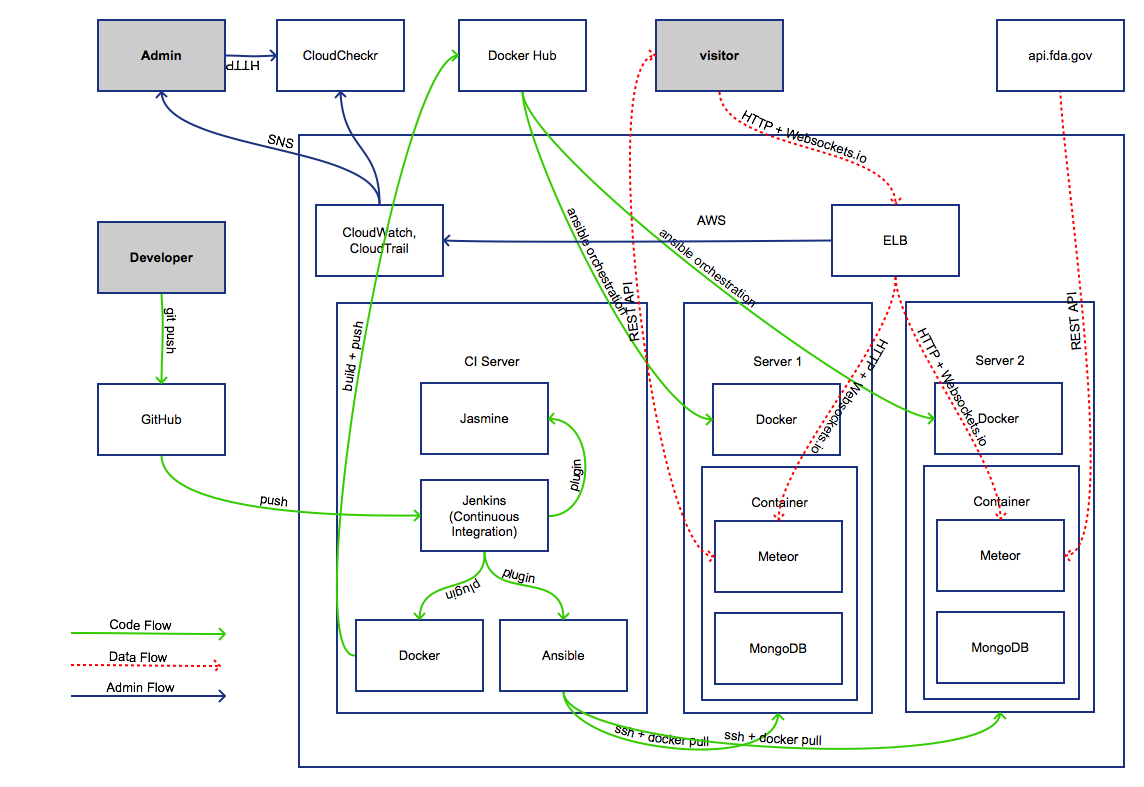 Admin
HTTP
CloudCheckr
Docker Hub
visitor
api.fda.gov
SNS
HTTP + Websockets.io
CloudWatch,
CloudTrail
AWS
ELB
Developer
git push
GitHub
push
build + push
ansible orchestration
ansible orchestration
REST API
REST API
HTTP + Websockets.io
HTTP + Websockets.io
CI Server
Jasmine
plugin
Jenkins
(Continuous
Integration)
plugin
plugin
Docker
Ansible
Server 1
Docker
Container
Meteor
MongoDB
Server 2
Docker
Container
Meteor
MongoDB
ssh + docker pull
ssh + docker pull
Code Flow
Data Flow
Admin Flow